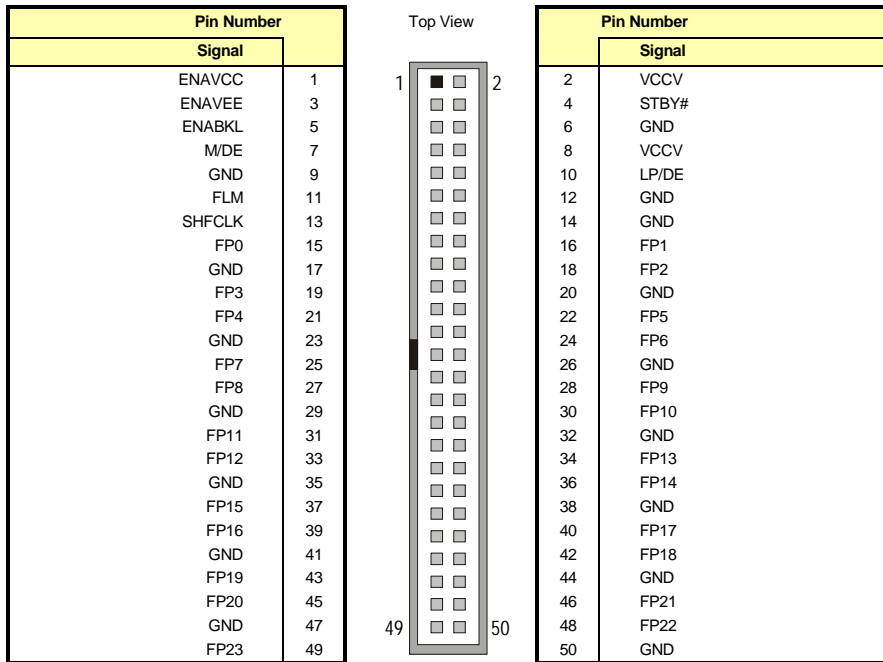 Pin Number Top View Pin Number
Signal Signal
ENAVCC 1 1 2 2 VCCV
ENAVEE 3 4 STBY#
ENABKL 5 6 GND
M/DE 7 8 VCCV
GND 9 10 LP/DE
FLM 11 12 GND
SHFCLK 13 14 GND
FP0 15 16 FP1
GND 17 18 FP2
FP3 19 20 GND
FP4 21 22 FP5
GND 23 24 FP6
FP7 25 26 GND
FP8 27 28 FP9
GND 29 30 FP10
FP11 31 32 GND
FP12 33 34 FP13
GND 35 36 FP14
FP15 37 38 GND
FP16 39 40 FP17
GND 41 42 FP18
FP19 43 44 GND
FP20 45 46 FP21
GND 47 49 50 48 FP22
FP23 49 50 GND